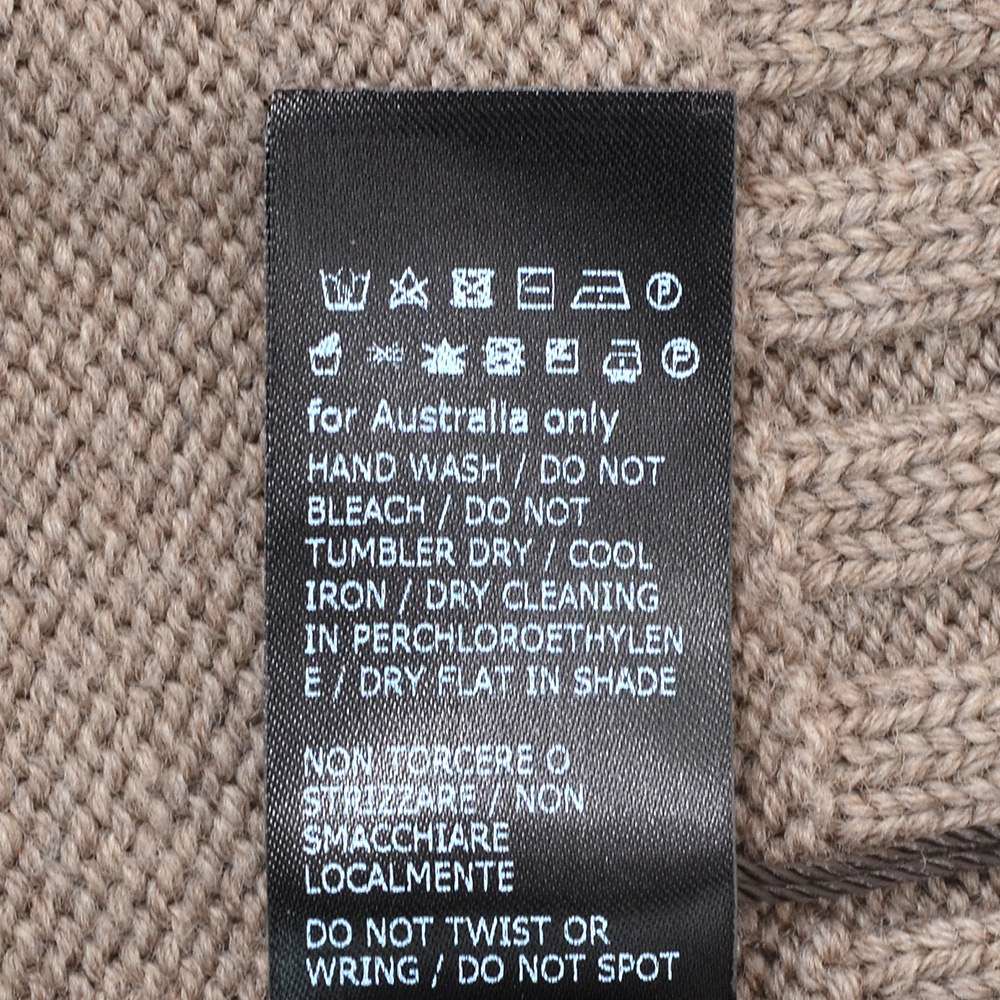 P
P
for Australia only
HAND WASH / DO NOT
BLEACH / DO NOT
TUMBLER DRY / COOL
IRON / DRY CLEANING
IN PERCHLOROETHYLEN
E / DRY FLAT IN SHADE
NON TORCERE O
STRIZZARE / NON
SMACCHIARE
LOCALMENTE
DO NOT TWIST OR
WRING / DO NOT SPOT